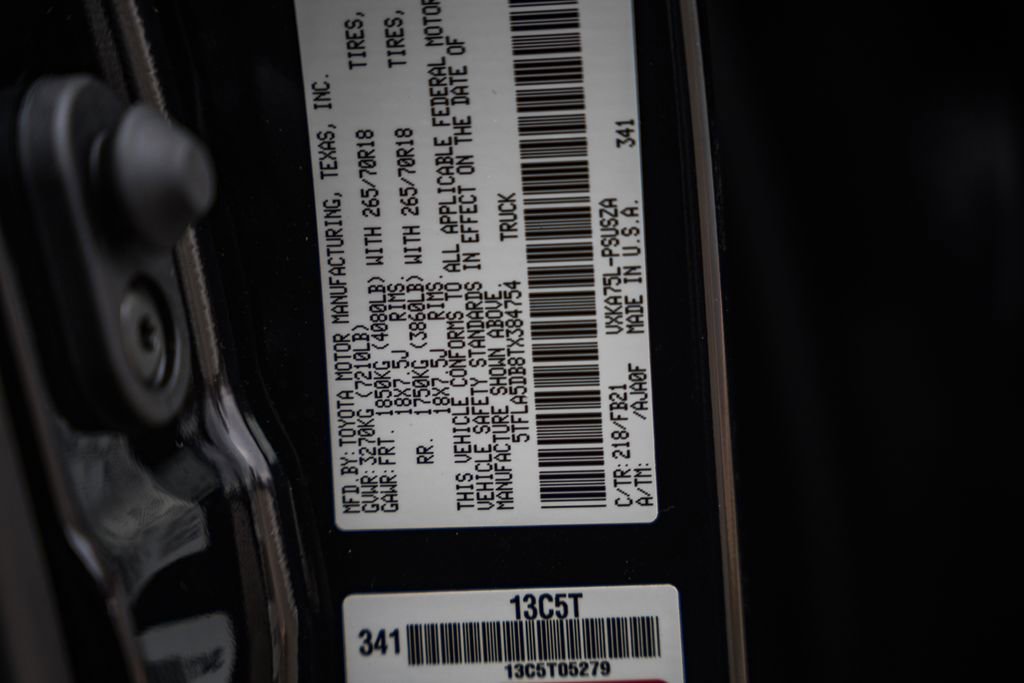 MFD.BY:TOYOTA MOTOR MANUFACTURING, TEXAS, INC.
GVWR:3270KG (7210LB)
GAWR:FRT. 1850KG (4080LB) WITH 265/70R18 TIRES,
18X7.5J RIMS.
RR. 1750KG (3860LB) WITH 265/70R18 TIRES,
18X7.5J RIMS.
THIS VEHICLE CONFORMS TO ALL APPLICABLE FEDERAL MOTOR
VEHICLE SAFETY STANDARDS IN EFFECT ON THE DATE OF
MANUFACTURE SHOWN ABOVE.
5TFLA5DB8TX384754 TRUCK
C/TR:218/FB21 VXKA75L-PSUSZA 341
A/TM: /AJA0F MADE IN U.S.A.
13C5T
341
13C5T05279